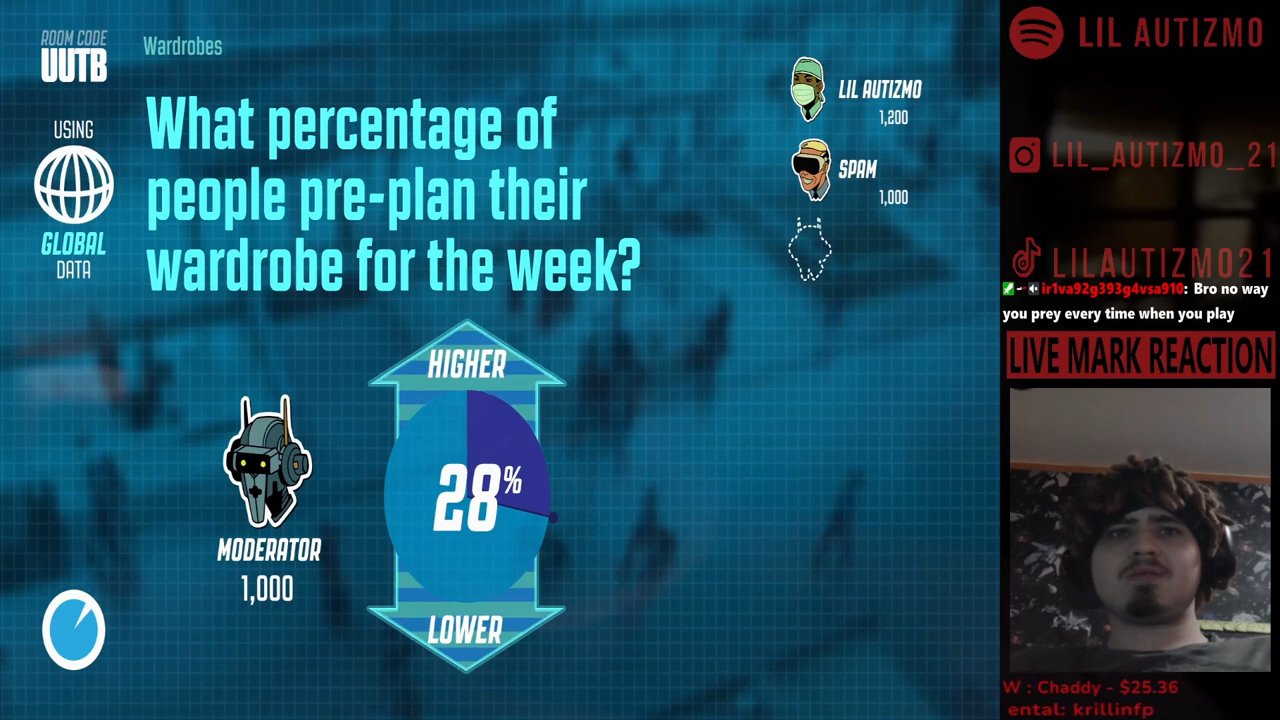 ROOM CODE
UUTB
Wardrobes
USING
GLOBAL
DATA
What percentage of
people pre-plan their
wardrobe for the week?
LIL AUTIZMO
1,200
SPAM
1,000
HIGHER
28%
LOWER
MODERATOR
1,000
LIL AUTIZMO
LIL_AUTIZMO_21
LILAUTIZMO21
ir1va92g393g4vsa910: Bro no way
you prey every time when you play
LIVE MARK REACTION
W : Chaddy - $25.36
ental: krillinfp